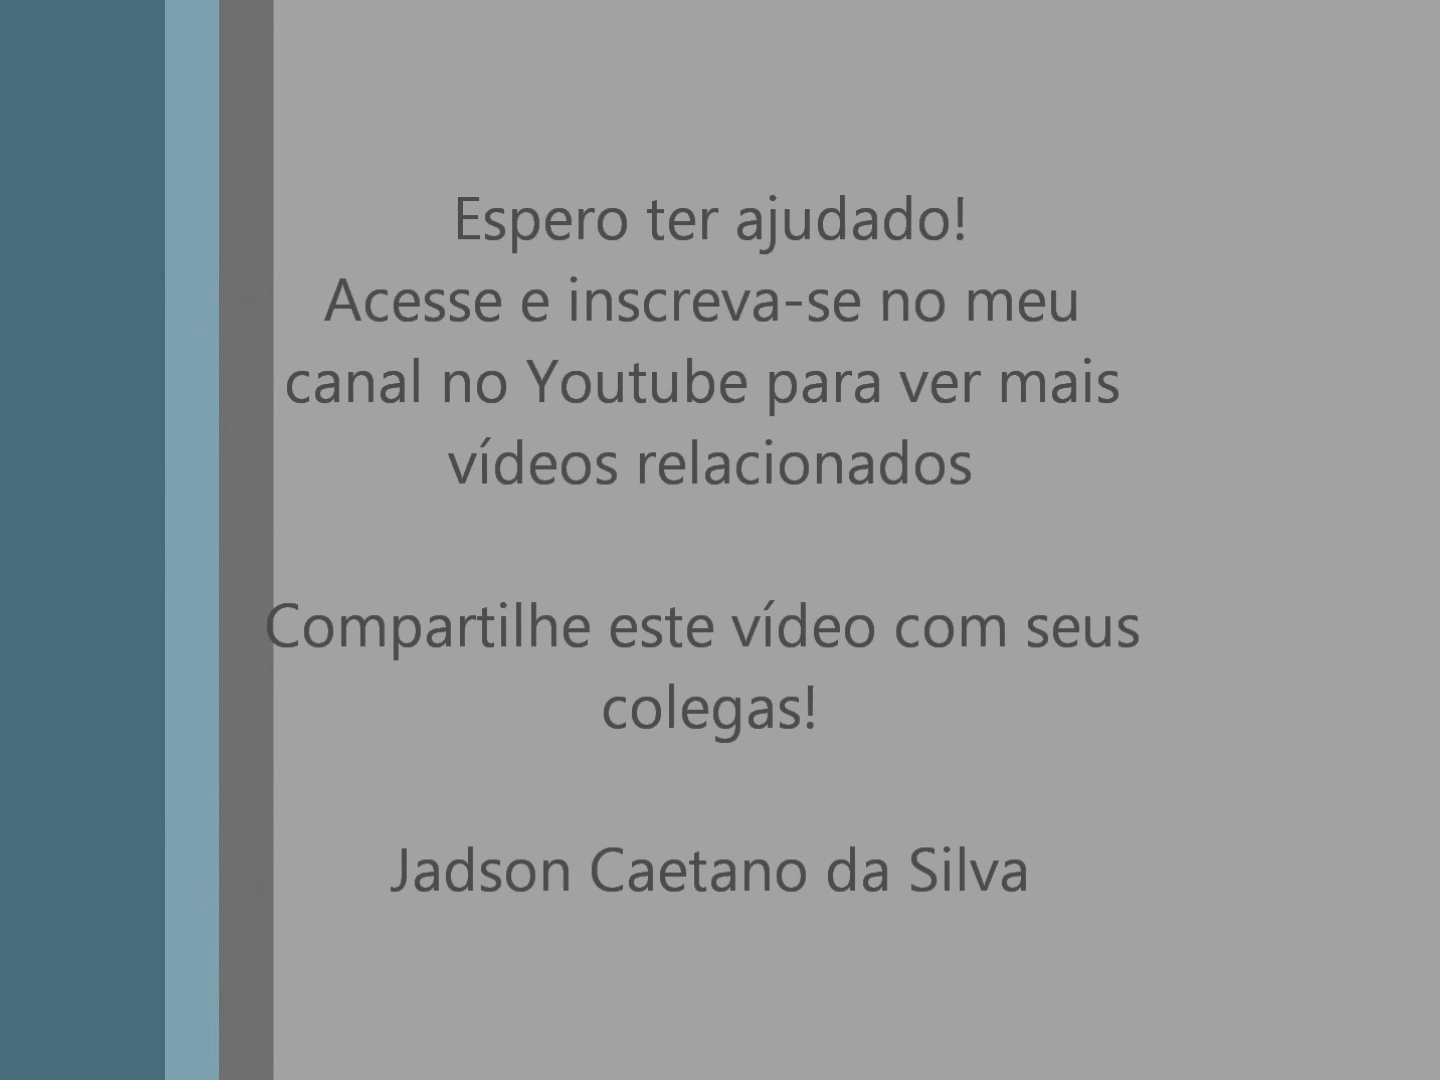 Espero ter ajudado!
Acesse e inscreva-se no meu
canal no Youtube para ver mais
vídeos relacionados
Compartilhe este vídeo com seus
colegas!
Jadson Caetano da Silva